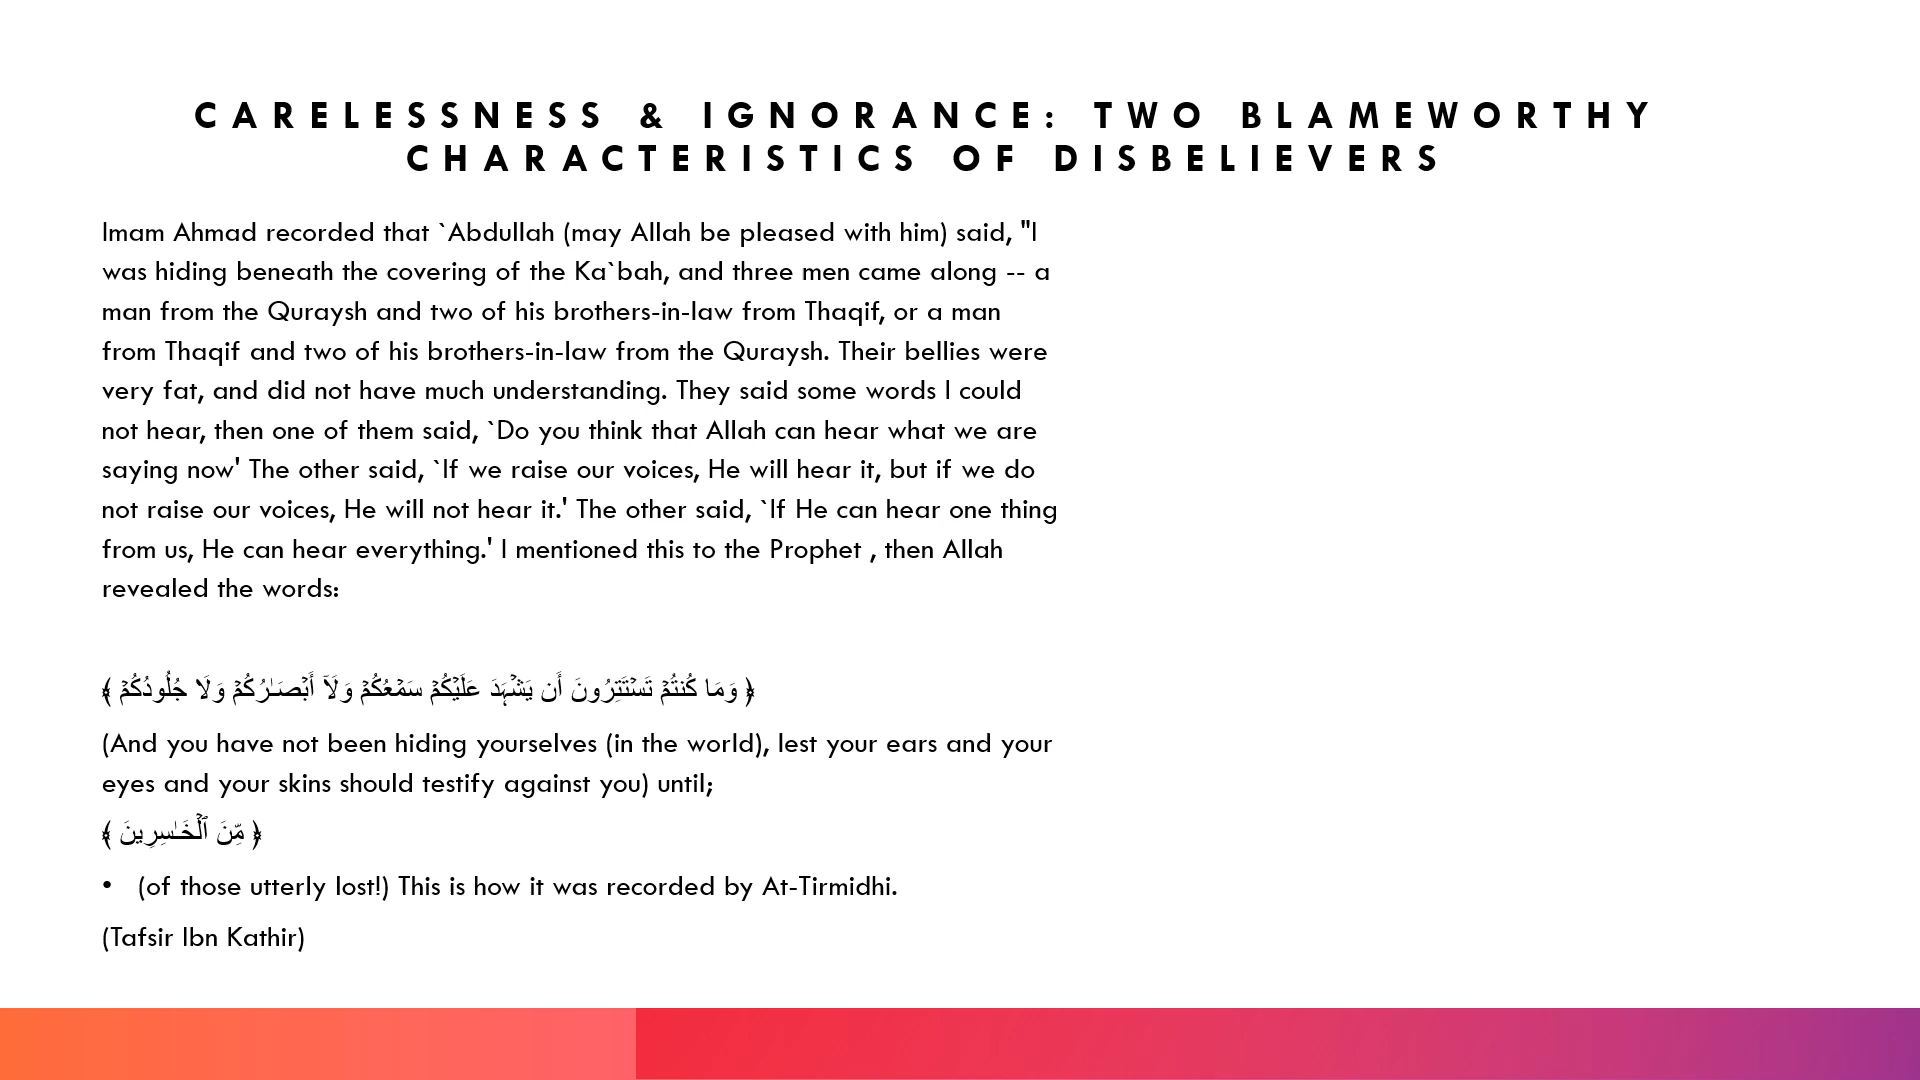 CARELESSNESS & IGNORANCE: TWO BLAMEWORTHY
CHARACTERISTICS OF DISBELIEVERS
Imam Ahmad recorded that `Abdullah (may Allah be pleased with him) said, "I
was hiding beneath the covering of the Ka`bah, and three men came along -- a
man from the Quraysh and two of his brothers-in-law from Thaqif, or a man
from Thaqif and two of his brothers-in-law from the Quraysh. Their bellies were
very fat, and did not have much understanding. They said some words I could
not hear, then one of them said, `Do you think that Allah can hear what we are
saying now' The other said, `If we raise our voices, He will hear it, but if we do
not raise our voices, He will not hear it.' The other said, `If He can hear one thing
from us, He can hear everything.' I mentioned this to the Prophet , then Allah
revealed the words:
﴿ وَمَا كُنتُمْ تَسْتَتِرُونَ أَن يَشْهَدَ عَلَيْكُمْ سَمْعُكُمْ وَلَآ أَبْصَـٰرُكُمْ وَلَا جُلُودُكُمْ ﴾
(And you have not been hiding yourselves (in the world), lest your ears and your
eyes and your skins should testify against you) until;
﴿ مِّنَ ٱلْخَـٰسِرِينَ ﴾
• (of those utterly lost!) This is how it was recorded by At-Tirmidhi.
(Tafsir Ibn Kathir)